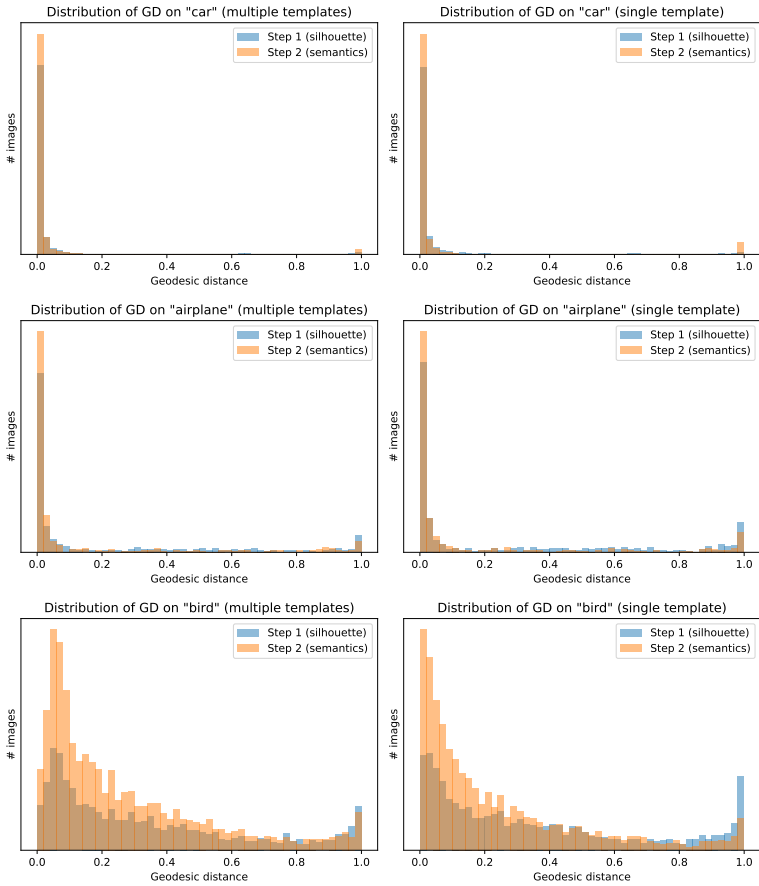 Distribution of GD on "car" (multiple templates)
Step 1 (silhouette)
Step 2 (semantics)
# images
0.0 0.2 0.4 0.6 0.8 1.0
Geodesic distance
Distribution of GD on "car" (single template)
Step 1 (silhouette)
Step 2 (semantics)
# images
0.0 0.2 0.4 0.6 0.8 1.0
Geodesic distance
Distribution of GD on "airplane" (multiple templates)
Step 1 (silhouette)
Step 2 (semantics)
# images
0.0 0.2 0.4 0.6 0.8 1.0
Geodesic distance
Distribution of GD on "airplane" (single template)
Step 1 (silhouette)
Step 2 (semantics)
# images
0.0 0.2 0.4 0.6 0.8 1.0
Geodesic distance
Distribution of GD on "bird" (multiple templates)
Step 1 (silhouette)
Step 2 (semantics)
# images
0.0 0.2 0.4 0.6 0.8 1.0
Geodesic distance
Distribution of GD on "bird" (single template)
Step 1 (silhouette)
Step 2 (semantics)
# images
0.0 0.2 0.4 0.6 0.8 1.0
Geodesic distance